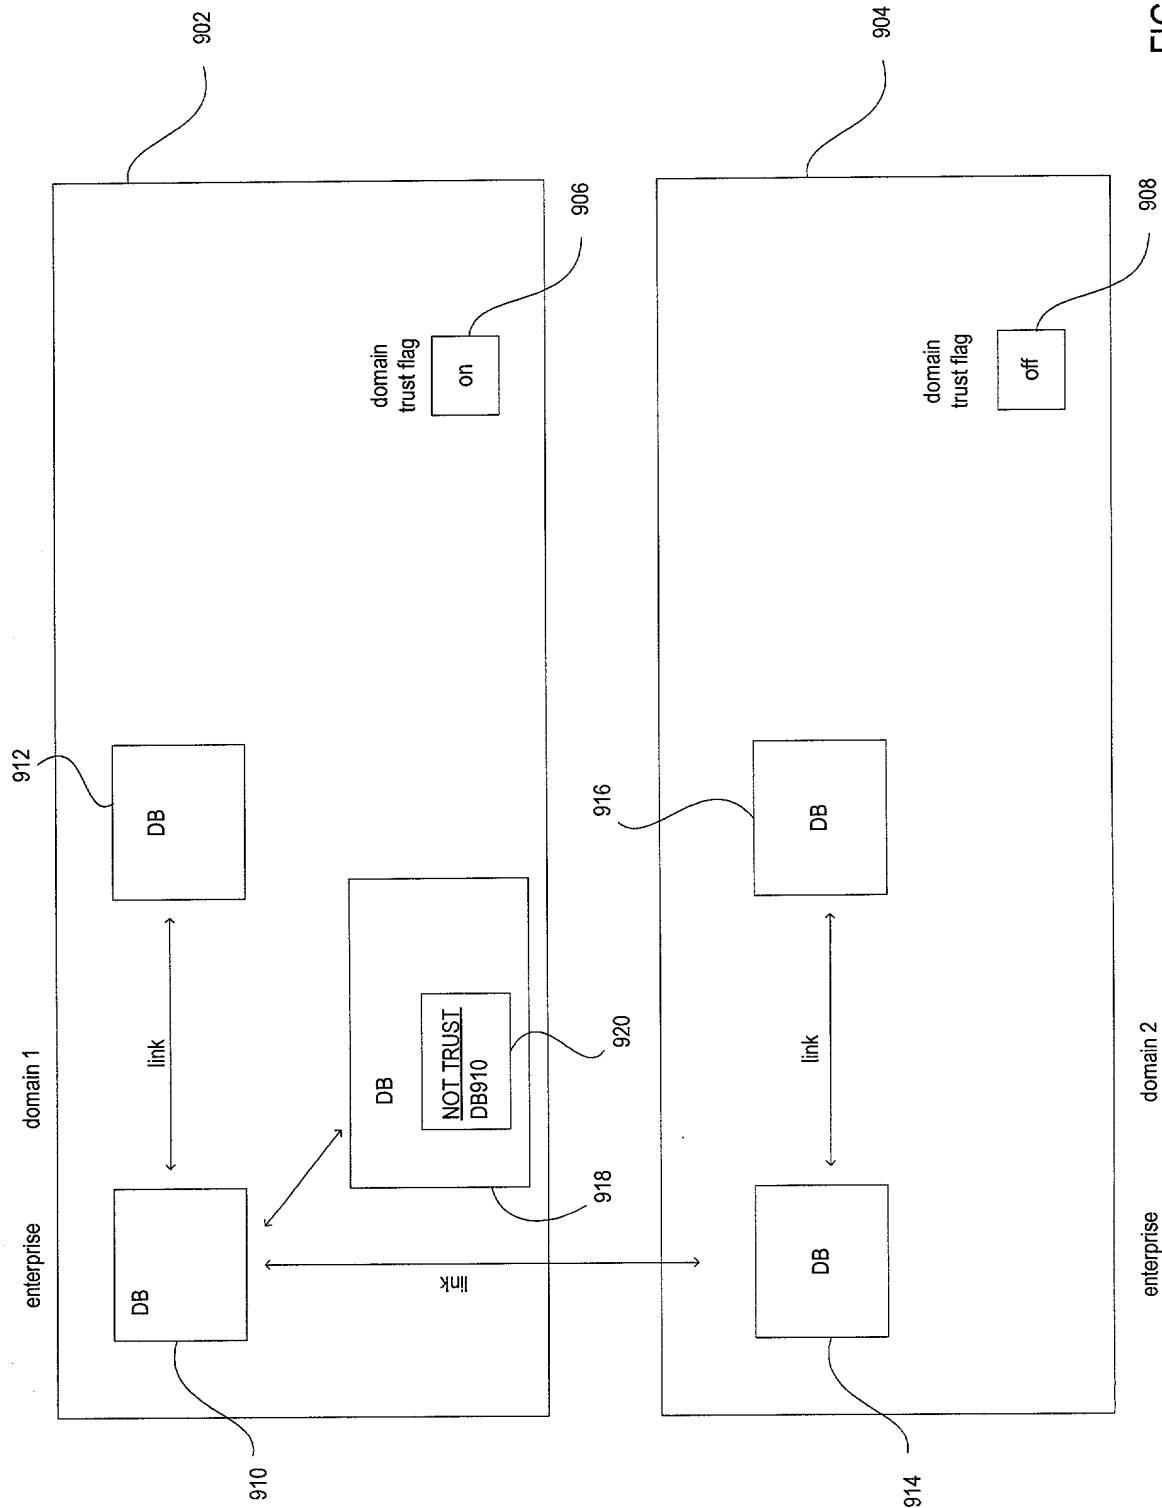 enterprise domain 1
902
910
DB
link
912
DB
link
918
DB
NOT TRUST
DB910
920
domain
trust flag
on
906
enterprise domain 2
904
914
DB
link
916
DB
domain
trust flag
off
908